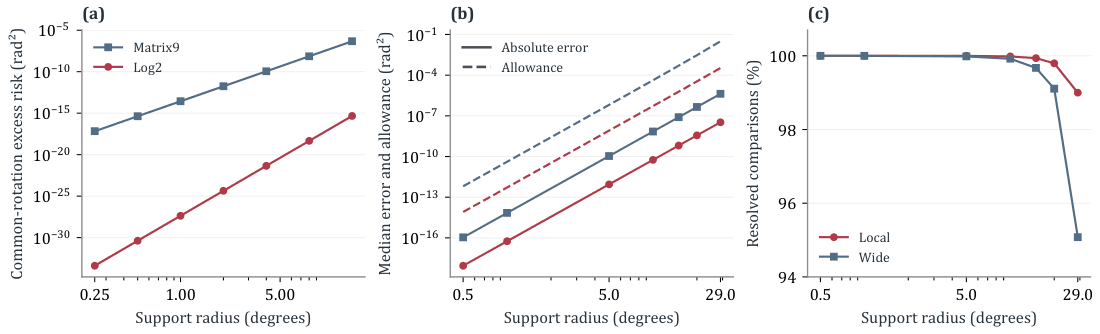 (a)
Common-rotation excess risk (rad²)
10⁻⁵
10⁻¹⁰
10⁻¹⁵
10⁻²⁰
10⁻²⁵
10⁻³⁰
Matrix9
Log2
0.25 1.00 5.00
Support radius (degrees)
(b)
Median error and allowance (rad²)
10⁻¹
10⁻⁴
10⁻⁷
10⁻¹⁰
10⁻¹³
10⁻¹⁶
Absolute error
Allowance
0.5 5.0 29.0
Support radius (degrees)
(c)
Resolved comparisons (%)
100
98
96
94
Local
Wide
0.5 5.0 29.0
Support radius (degrees)